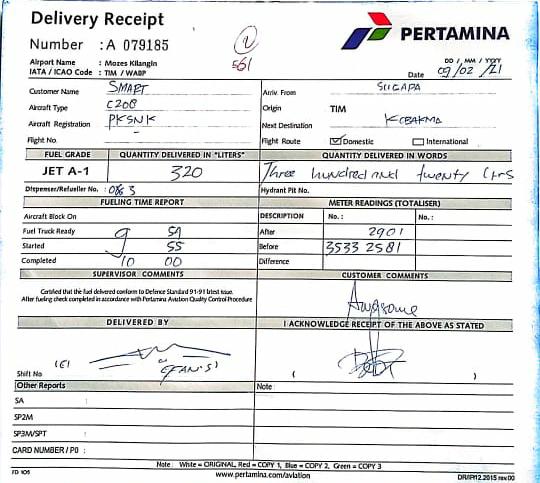 Delivery Receipt
PERTAMINA
Number : A 079185
2
561
Airport Name : Mozes Kilangin
IATA / ICAO Code : TIM / WABP
DD / MM / YYYY
Date 09/02/21
Customer Name SMART
Arriv. From SUGAPA
Aircraft Type C208
Origin TIM
Aircraft Registration PKSNK
Next Destination
Flight No.
Flight Route ☑ Domestic ☐ International
FUEL GRADE QUANTITY DELIVERED IN "LITERS" QUANTITY DELIVERED IN WORDS
JET A-1 320 Three hundred and twenty Ltrs
Dispenser/Refueller No. : 0863 Hydrant Pit No.
FUELING TIME REPORT METER READINGS (TOTALISER)
Aircraft Block On DESCRIPTION No. : No. :
Fuel Truck Ready 9 After 2901
Started 9 55 Before 3533 2581
Completed 10 00 Difference
SUPERVISOR COMMENTS CUSTOMER COMMENTS
Certified that the fuel delivered conform to Defence Standard 91-91 latest issue.
After fueling check completed in accordance with Pertamina Aviation Quality Control Procedure
DELIVERED BY I ACKNOWLEDGE RECEIPT OF THE ABOVE AS STATED
Shift No
( )
Other Reports Note :
SA :
SP2M :
SP3M/SPT :
CARD NUMBER / PO :
Note : White = ORIGINAL, Red = COPY 1, Blue = COPY 2, Green = COPY 3
FD 105 www.pertamina.com/aviation DR/FP/12.2015 rev.00